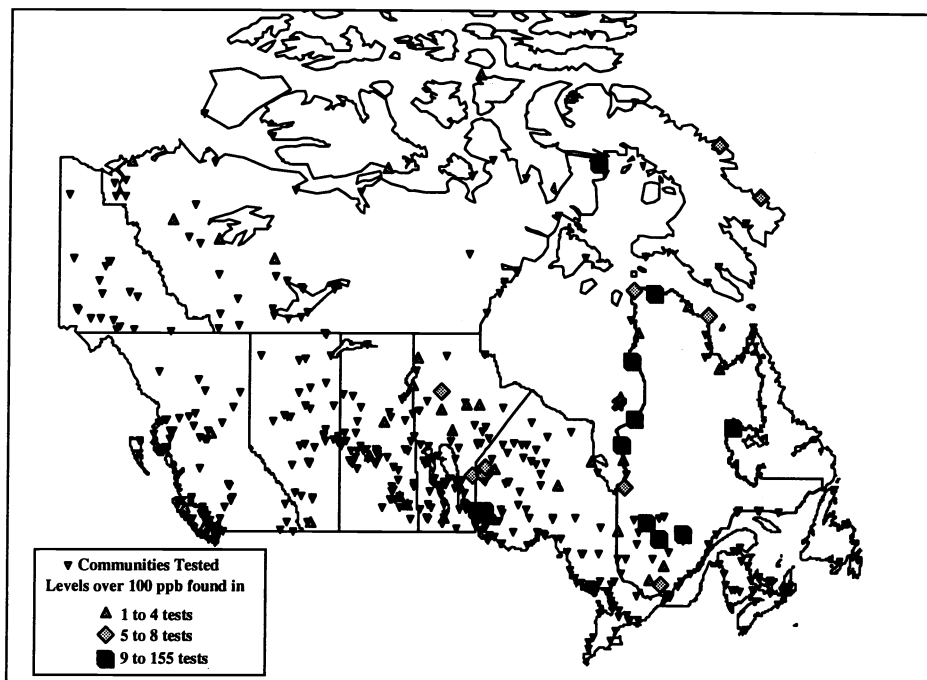 Communities Tested
Levels over 100 ppb found in
1 to 4 tests
5 to 8 tests
9 to 155 tests